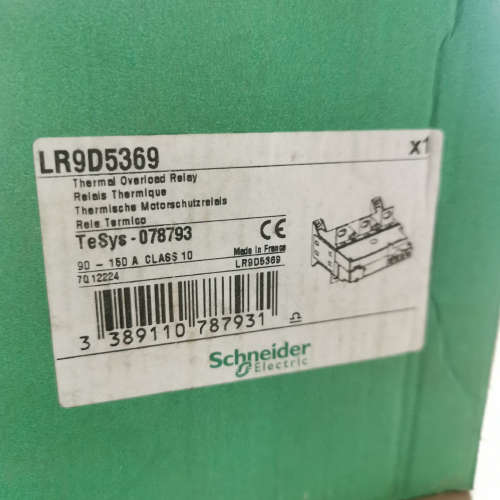 LR9D5369 x1
Thermal Overload Relay
Relais Thermique
Thermische Motorschutzrelais
Rele Termico
TeSys - 078793 CE
90 - 150 A CLASS 10 Made in France
7Q12224 LR9D5369
3 389110 787931
Schneider
Electric